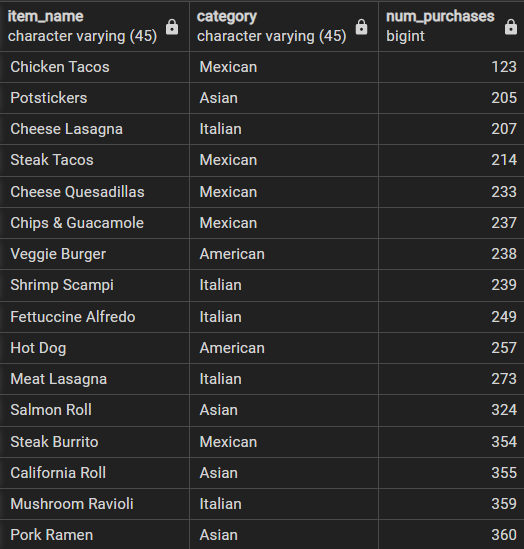 item_name category num_purchases
character varying (45) character varying (45) bigint
Chicken Tacos Mexican 123
Potstickers Asian 205
Cheese Lasagna Italian 207
Steak Tacos Mexican 214
Cheese Quesadillas Mexican 233
Chips & Guacamole Mexican 237
Veggie Burger American 238
Shrimp Scampi Italian 239
Fettuccine Alfredo Italian 249
Hot Dog American 257
Meat Lasagna Italian 273
Salmon Roll Asian 324
Steak Burrito Mexican 354
California Roll Asian 355
Mushroom Ravioli Italian 359
Pork Ramen Asian 360